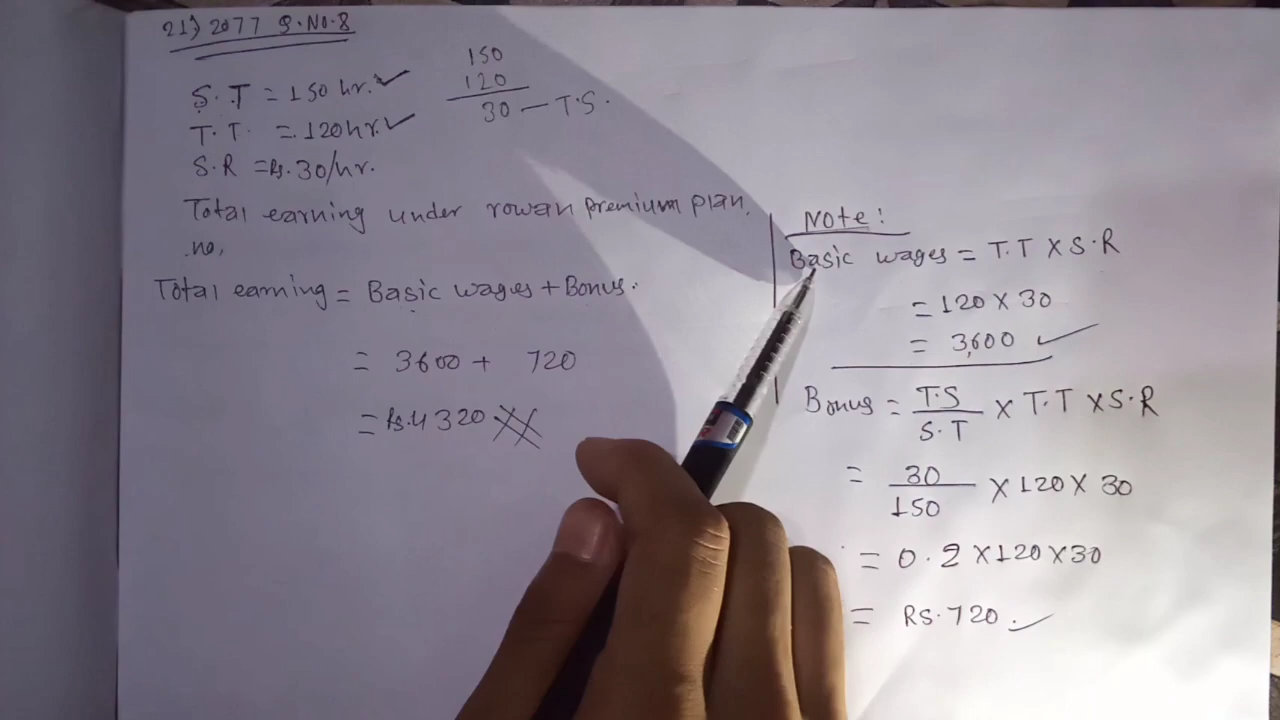 21) 2077 Q.No.8
S.T = 150 hr.
T.T. = 120 hr.
S.R = Rs. 30/hr.
150
120
30 — T.S.
Total earning under rowan premium plan.
no,
Total earning = Basic wages + Bonus.
= 3600 + 720
= Rs. 4320
Note:
Basic wages = T.T X S.R
= 120 X 30
= 3,600
Bonus = T.S / S.T X T.T X S.R
= 30 / 150 X 120 X 30
= 0.2 X 120 X 30
= RS. 720.